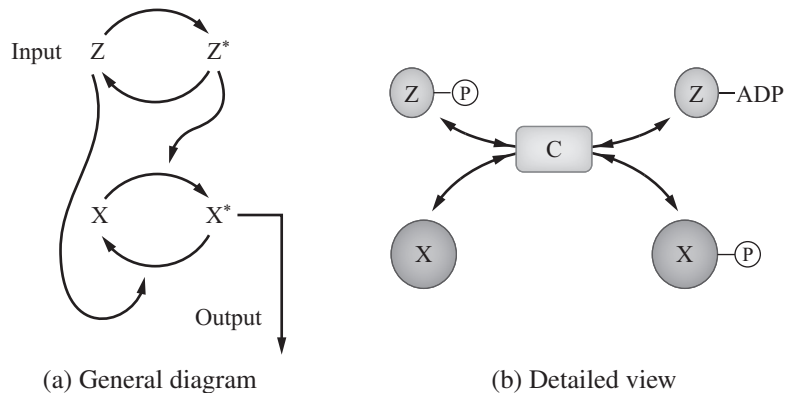 Input Z Z*
X X*
Output
(a) General diagram
Z P
Z ADP
C
X
X P
(b) Detailed view